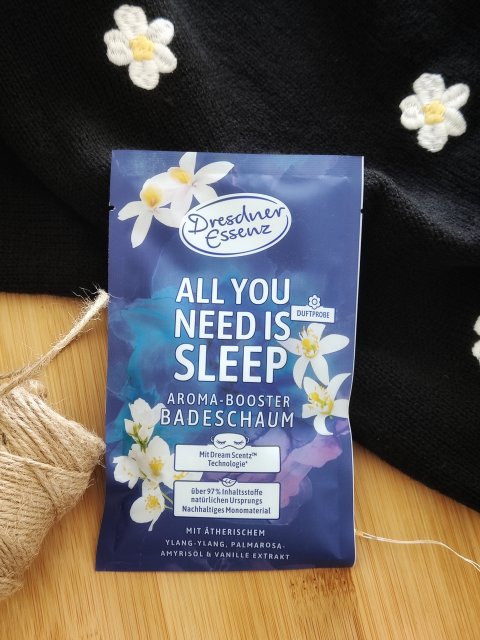 Dresdner
Essenz
ALL YOU
NEED IS
DUFTPROBE
SLEEP
AROMA-BOOSTER
BADESCHAUM
Mit Dream Scentz™
Technologie*
über 97% Inhaltsstoffe
natürlichen Ursprungs
Nachhaltiges Monomaterial
MIT ÄTHERISCHEM
YLANG-YLANG, PALMAROSA-
AMYRISÖL & VANILLE EXTRAKT